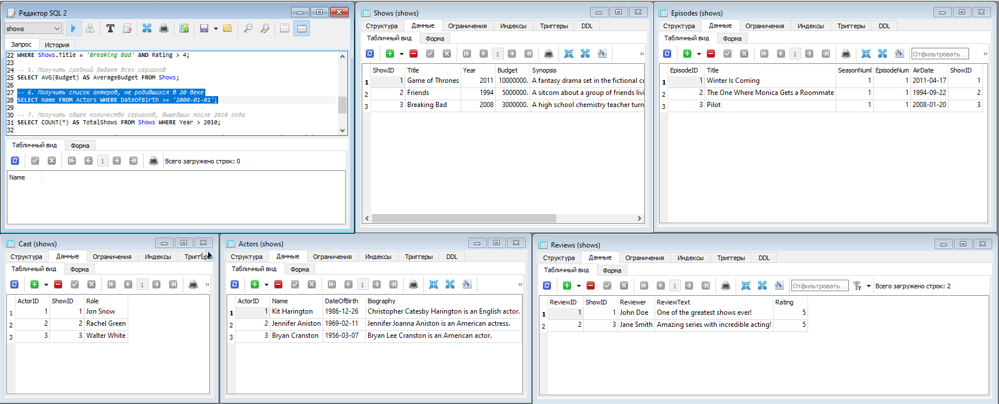 Редактор SQL 2
shows
Запрос История
22 WHERE Shows.Title = 'Breaking Bad' AND Rating > 4;
23
24 -- 5. Получить средний бюджет всех сериалов
25 SELECT AVG(Budget) AS AverageBudget FROM Shows;
26
27 -- 6. Получить список актеров, не родившихся в 20 веке
28 SELECT Name FROM Actors WHERE DateOfBirth >= '2000-01-01';
29
30 -- 7. Получить общее количество сериалов, вышедших после 2010 года
31 SELECT COUNT(*) AS TotalShows FROM Shows WHERE Year > 2010;
32
Табличный вид Форма
1 Всего загружено строк: 0
Name
Shows (shows)
Структура Данные Ограничения Индексы Триггеры DDL
Табличный вид Форма
1 »
ShowID Title Year Budget Synopsis
1 1 Game of Thrones 2011 10000000. A fantasy drama set in the fictional co
2 2 Friends 1994 5000000. A sitcom about a group of friends livi
3 3 Breaking Bad 2008 3000000. A high school chemistry teacher turn
Episodes (shows)
Структура Данные Ограничения Индексы Триггеры DDL
Табличный вид Форма
1 Отфильтровать... »
EpisodeID Title SeasonNuml EpisodeNum AirDate ShowID
1 1 Winter Is Coming 1 1 2011-04-17 1
2 2 The One Where Monica Gets a Roommate 1 1 1994-09-22 2
3 3 Pilot 1 1 2008-01-20 3
Cast (shows)
Структура Данные Ограничения Индексы Триггеры
Табличный вид Форма
1 »
ActorID ShowID Role
1 1 1 Jon Snow
2 2 2 Rachel Green
3 3 3 Walter White
Actors (shows)
Структура Данные Ограничения Индексы Триггеры DDL
Табличный вид Форма
1 »
ActorID Name DateOfBirth Biography
1 1 Kit Harington 1986-12-26 Christopher Catesby Harington is an English actor.
2 2 Jennifer Aniston 1969-02-11 Jennifer Joanna Aniston is an American actress.
3 3 Bryan Cranston 1956-03-07 Bryan Lee Cranston is an American actor.
Reviews (shows)
Структура Данные Ограничения Индексы Триггеры DDL
Табличный вид Форма
1 Отфильтровать... Всего загружено строк: 2
ReviewID ShowID Reviewer ReviewText Rating
1 1 1 John Doe One of the greatest shows ever! 5
2 2 3 Jane Smith Amazing series with incredible acting! 5